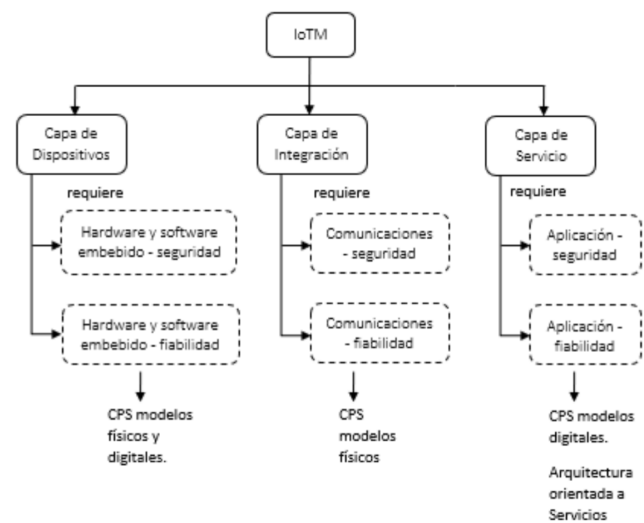 IoTM
Capa de
Dispositivos
requiere
Hardware y software
embebido - seguridad
Hardware y software
embebido - fiabilidad
CPS modelos
físicos y
digitales.
Capa de
Integración
requiere
Comunicaciones
- seguridad
Comunicaciones
- fiabilidad
CPS
modelos
físicos
Capa de
Servicio
requiere
Aplicación -
seguridad
Aplicación -
fiabilidad
CPS modelos
digitales.
Arquitectura
orientada a
Servicios